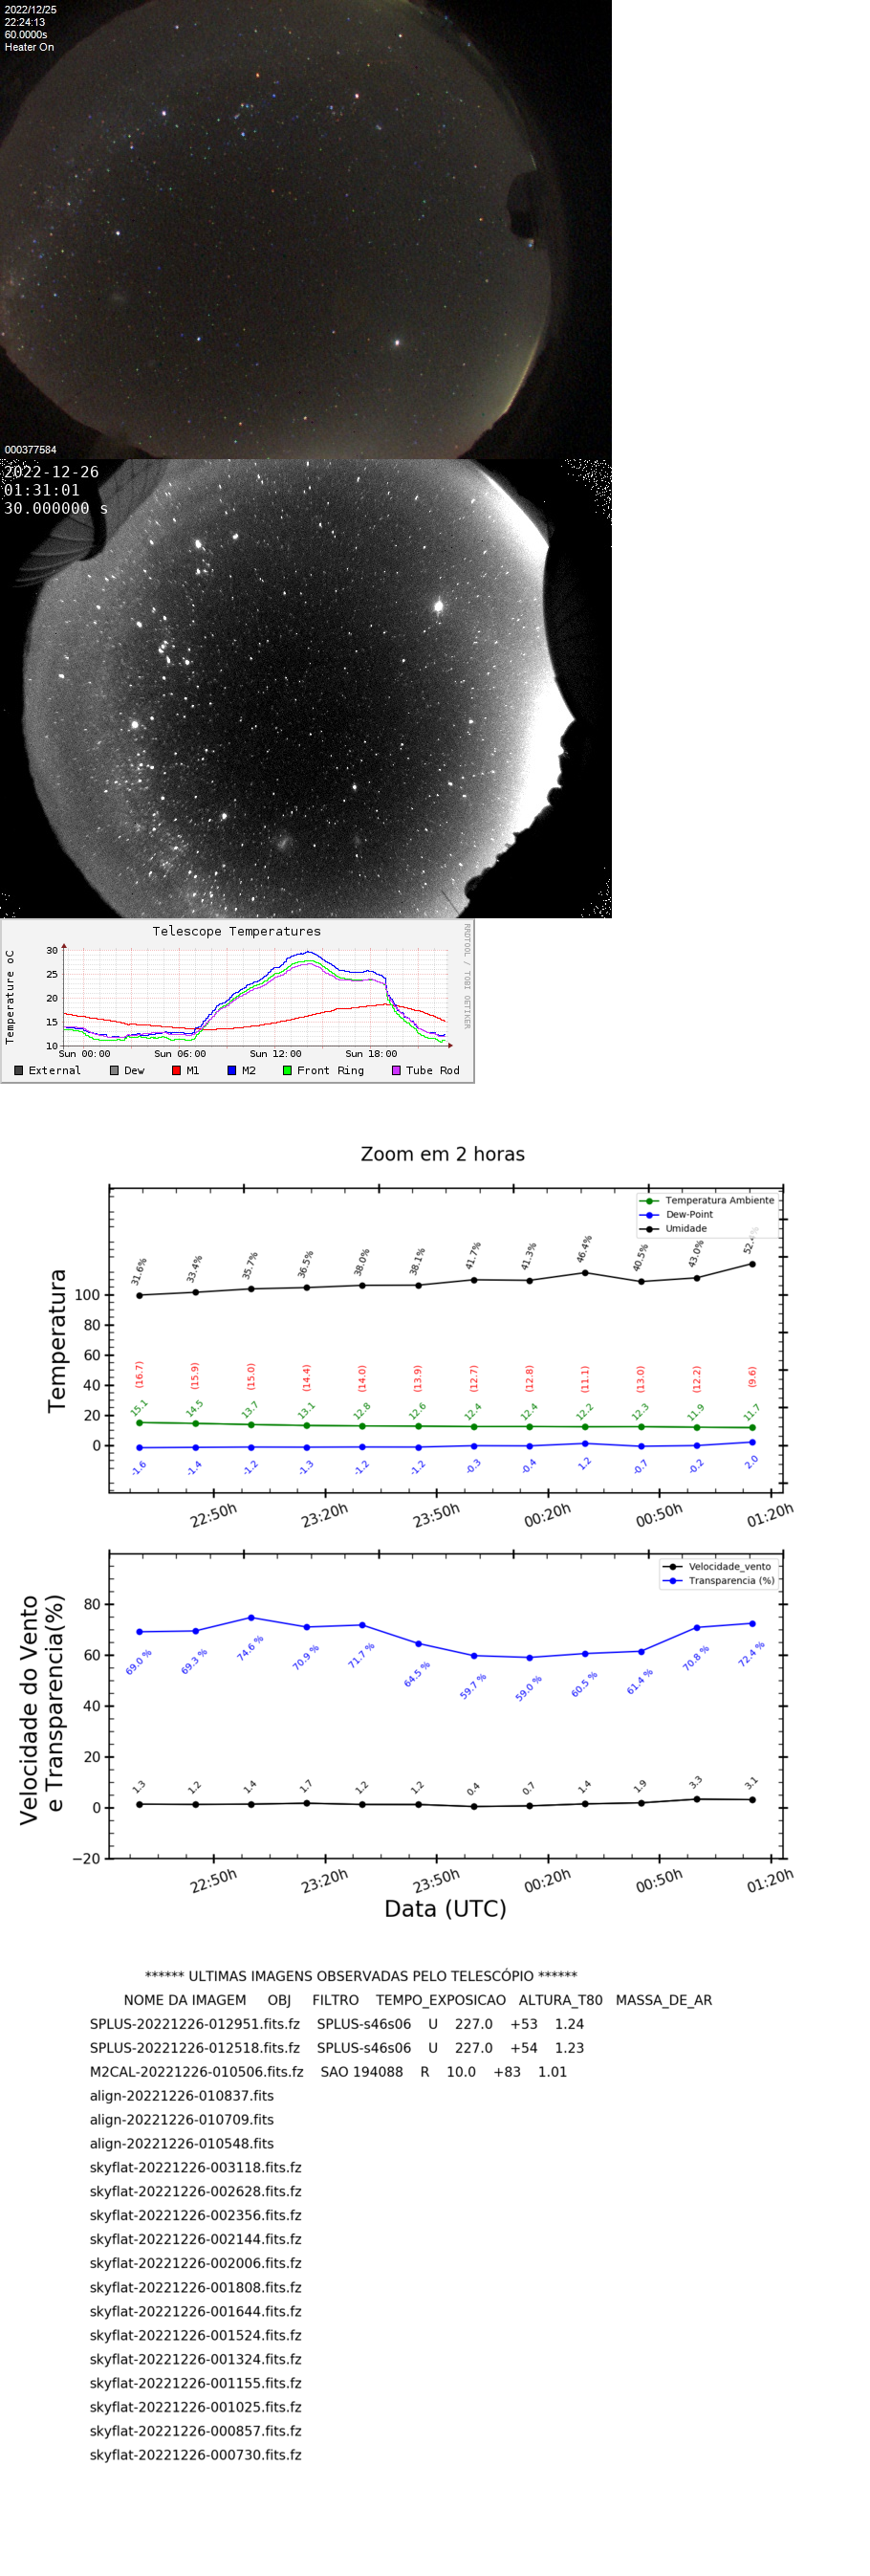 2022/12/25
22:24:13
60.0000s
Heater On
000377584
2022-12-26
01:31:01
30.000000 s
Telescope Temperatures
RRDTOOL / TOBI OETIKER
Temperature oC
30
25
20
15
10
Sun 00:00 Sun 06:00 Sun 12:00 Sun 18:00
External Dew M1 M2 Front Ring Tube Rod
Zoom em 2 horas
Temperatura Ambiente
Dew-Point
Umidade
Temperatura
31.6% 33.4% 35.7% 36.5% 38.0% 38.1% 41.7% 41.3% 46.4% 40.5% 43.0%
100
80
60
40
20
0
(16.7) (15.9) (15.0) (14.4) (14.0) (13.9) (12.7) (12.8) (11.1) (13.0) (12.2) (9.6)
15.1 14.5 13.7 13.1 12.8 12.6 12.4 12.4 12.2 12.3 11.9 11.7
-1.6 -1.4 -1.2 -1.3 -1.2 -1.2 -0.3 -0.4 1.2 -0.7 -0.2 2.0
22:50h 23:20h 23:50h 00:20h 00:50h 01:20h
Velocidade_vento
Transparencia (%)
Velocidade do Vento
e Transparencia(%)
80
60
40
20
0
−20
69.0 % 69.3 % 74.6 % 70.9 % 71.7 % 64.5 % 59.7 % 59.0 % 60.5 % 61.4 % 70.8 % 72.4 %
1.3 1.2 1.4 1.7 1.2 1.2 0.4 0.7 1.4 1.9 3.3 3.1
22:50h 23:20h 23:50h 00:20h 00:50h 01:20h
Data (UTC)
****** ULTIMAS IMAGENS OBSERVADAS PELO TELESCÓPIO ******
NOME DA IMAGEM OBJ FILTRO TEMPO_EXPOSICAO ALTURA_T80 MASSA_DE_AR
SPLUS-20221226-012951.fits.fz SPLUS-s46s06 U 227.0 +53 1.24
SPLUS-20221226-012518.fits.fz SPLUS-s46s06 U 227.0 +54 1.23
M2CAL-20221226-010506.fits.fz SAO 194088 R 10.0 +83 1.01
align-20221226-010837.fits
align-20221226-010709.fits
align-20221226-010548.fits
skyflat-20221226-003118.fits.fz
skyflat-20221226-002628.fits.fz
skyflat-20221226-002356.fits.fz
skyflat-20221226-002144.fits.fz
skyflat-20221226-002006.fits.fz
skyflat-20221226-001808.fits.fz
skyflat-20221226-001644.fits.fz
skyflat-20221226-001524.fits.fz
skyflat-20221226-001324.fits.fz
skyflat-20221226-001155.fits.fz
skyflat-20221226-001025.fits.fz
skyflat-20221226-000857.fits.fz
skyflat-20221226-000730.fits.fz